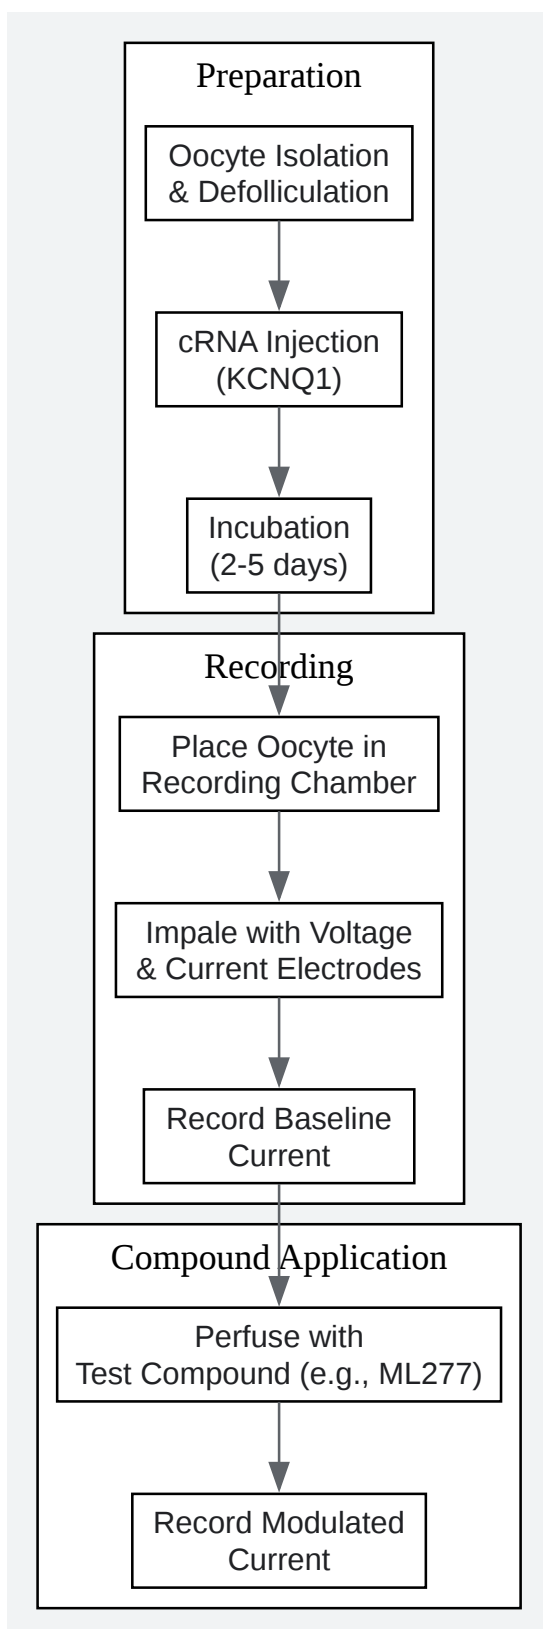 Preparation
Oocyte Isolation
& Defolliculation
cRNA Injection
(KCNQ1)
Incubation
(2-5 days)
Recording
Place Oocyte in
Recording Chamber
Impale with Voltage
& Current Electrodes
Record Baseline
Current
Compound Application
Perfuse with
Test Compound (e.g., ML277)
Record Modulated
Current